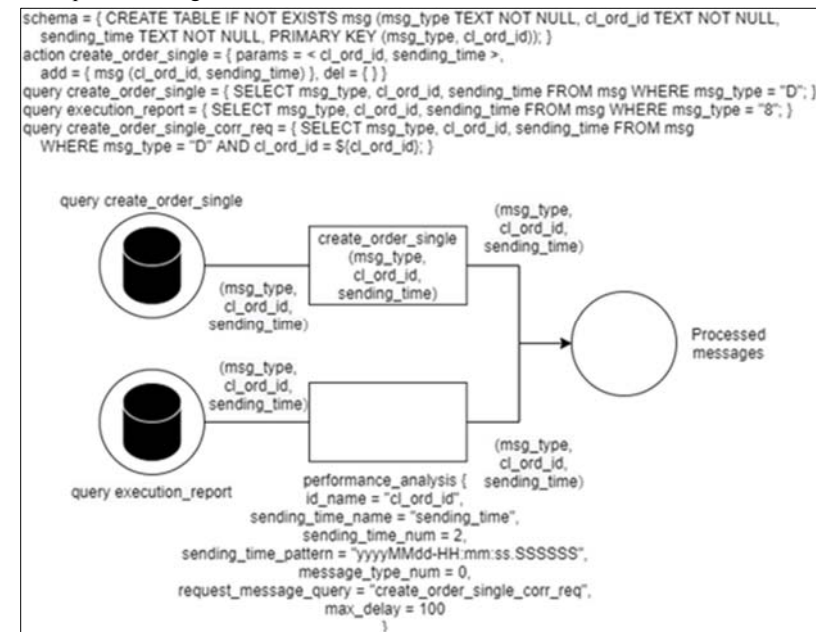 schema = { CREATE TABLE IF NOT EXISTS msg (msg_type TEXT NOT NULL, cl_ord_id TEXT NOT NULL,
sending_time TEXT NOT NULL, PRIMARY KEY (msg_type, cl_ord_id)); }
action create_order_single = { params = < cl_ord_id, sending_time >,
add = { msg (cl_ord_id, sending_time) }, del = { } }
query create_order_single = { SELECT msg_type, cl_ord_id, sending_time FROM msg WHERE msg_type = "D"; }
query execution_report = { SELECT msg_type, cl_ord_id, sending_time FROM msg WHERE msg_type = "8"; }
query create_order_single_corr_req = { SELECT msg_type, cl_ord_id, sending_time FROM msg
WHERE msg_type = "D" AND cl_ord_id = ${cl_ord_id}; }
query create_order_single
(msg_type,
cl_ord_id,
sending_time)
create_order_single
(msg_type,
cl_ord_id,
sending_time)
(msg_type,
cl_ord_id,
sending_time)
Processed
messages
(msg_type,
cl_ord_id,
sending_time)
(msg_type,
cl_ord_id,
sending_time)
query execution_report
performance_analysis {
id_name = "cl_ord_id",
sending_time_name = "sending_time",
sending_time_num = 2,
sending_time_pattern = "yyyyMMdd-HH:mm:ss.SSSSSS",
message_type_num = 0,
request_message_query = "create_order_single_corr_req",
max_delay = 100
}